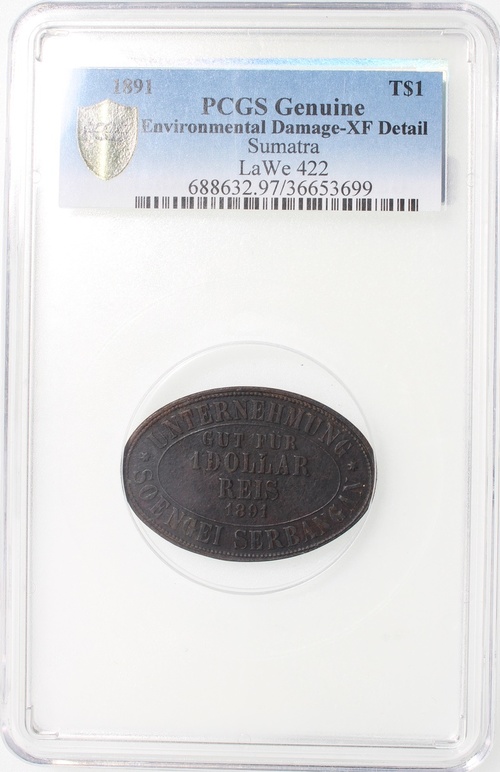 1891 T$1
PCGS Genuine
Environmental Damage-XF Detail
Sumatra
LaWe 422
688632.97/36653699
UNTERNEHMUNG
GUT FÜR
1 DOLLAR
REIS
1891
SOENGEI SERBANGAN